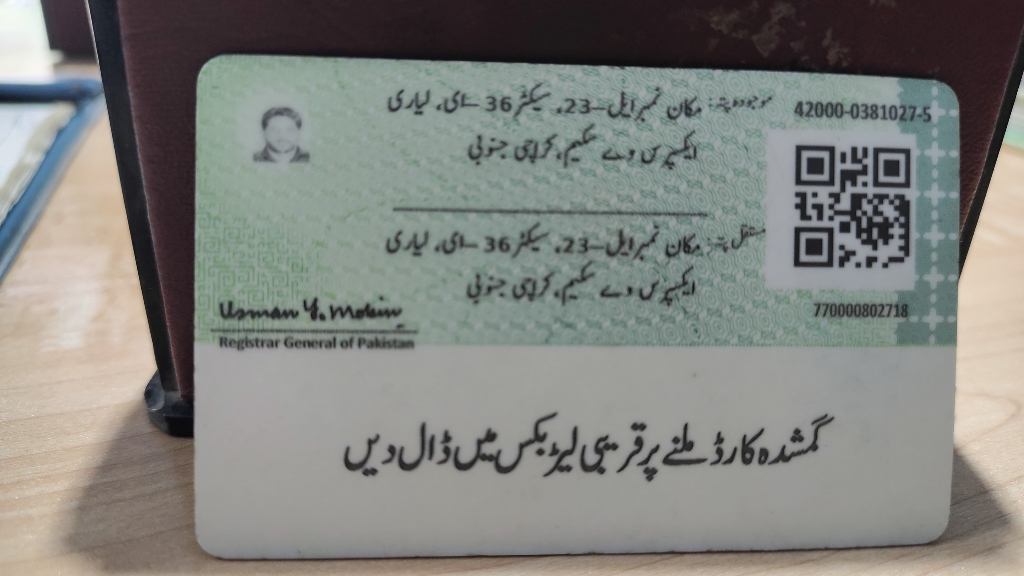 موجودہ پتہ: مکان نمبر ایل-23، سیکٹر 36-ای، لیاری
ایکسپریس وے سکیم، کراچی جنوبی
42000-0381027-5
مستقل پتہ: مکان نمبر ایل-23، سیکٹر 36-ای، لیاری
ایکسپریس وے سکیم، کراچی جنوبی
770000802718
Usman Y. Mobin
Registrar General of Pakistan
گمشدہ کارڈ ملنے پر قریبی لیٹر بکس میں ڈال دیں